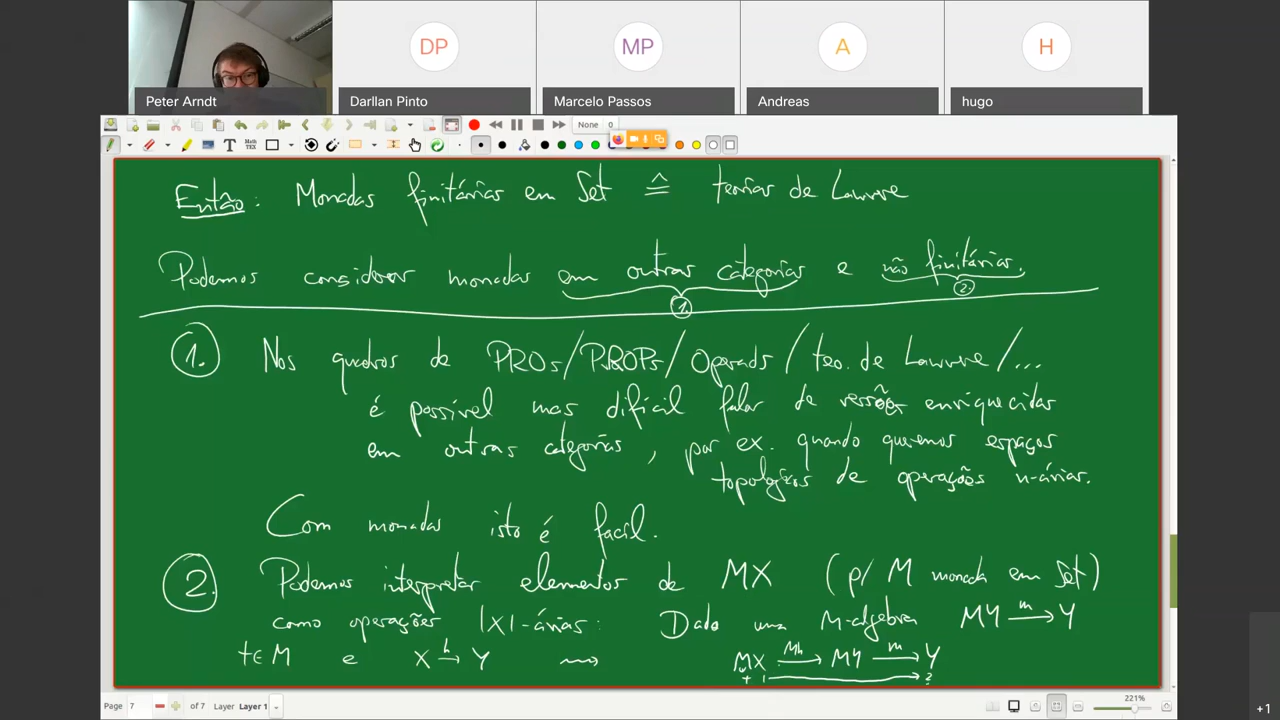 DP
MP
A
H
Peter Arndt
Darllan Pinto
Marcelo Passos
Andreas
hugo
None 0
Então: Monadas finitárias em Set ≙ teorias de Lawvere
Podemos considerar monadas em outras categorias e não finitárias.
1. 2.
1. Nos quadros de PROs/PROPs/Operads/teo. de Lawvere/...
é possível mas difícil falar de versões enriquecidas
em outras categorias, por ex. quando queremos espaços
topológicos de operações n-árias.
Com monadas isto é facil.
2. Podemos interpretar elementos de MX (p/ M monada em Set)
como operações |X|-árias: Dado uma M-algebra MY →m Y
t∈M e X →h Y ⇝ MX →Mh MY →m Y
Page 7 of 7 Layer Layer 1
221%
+1